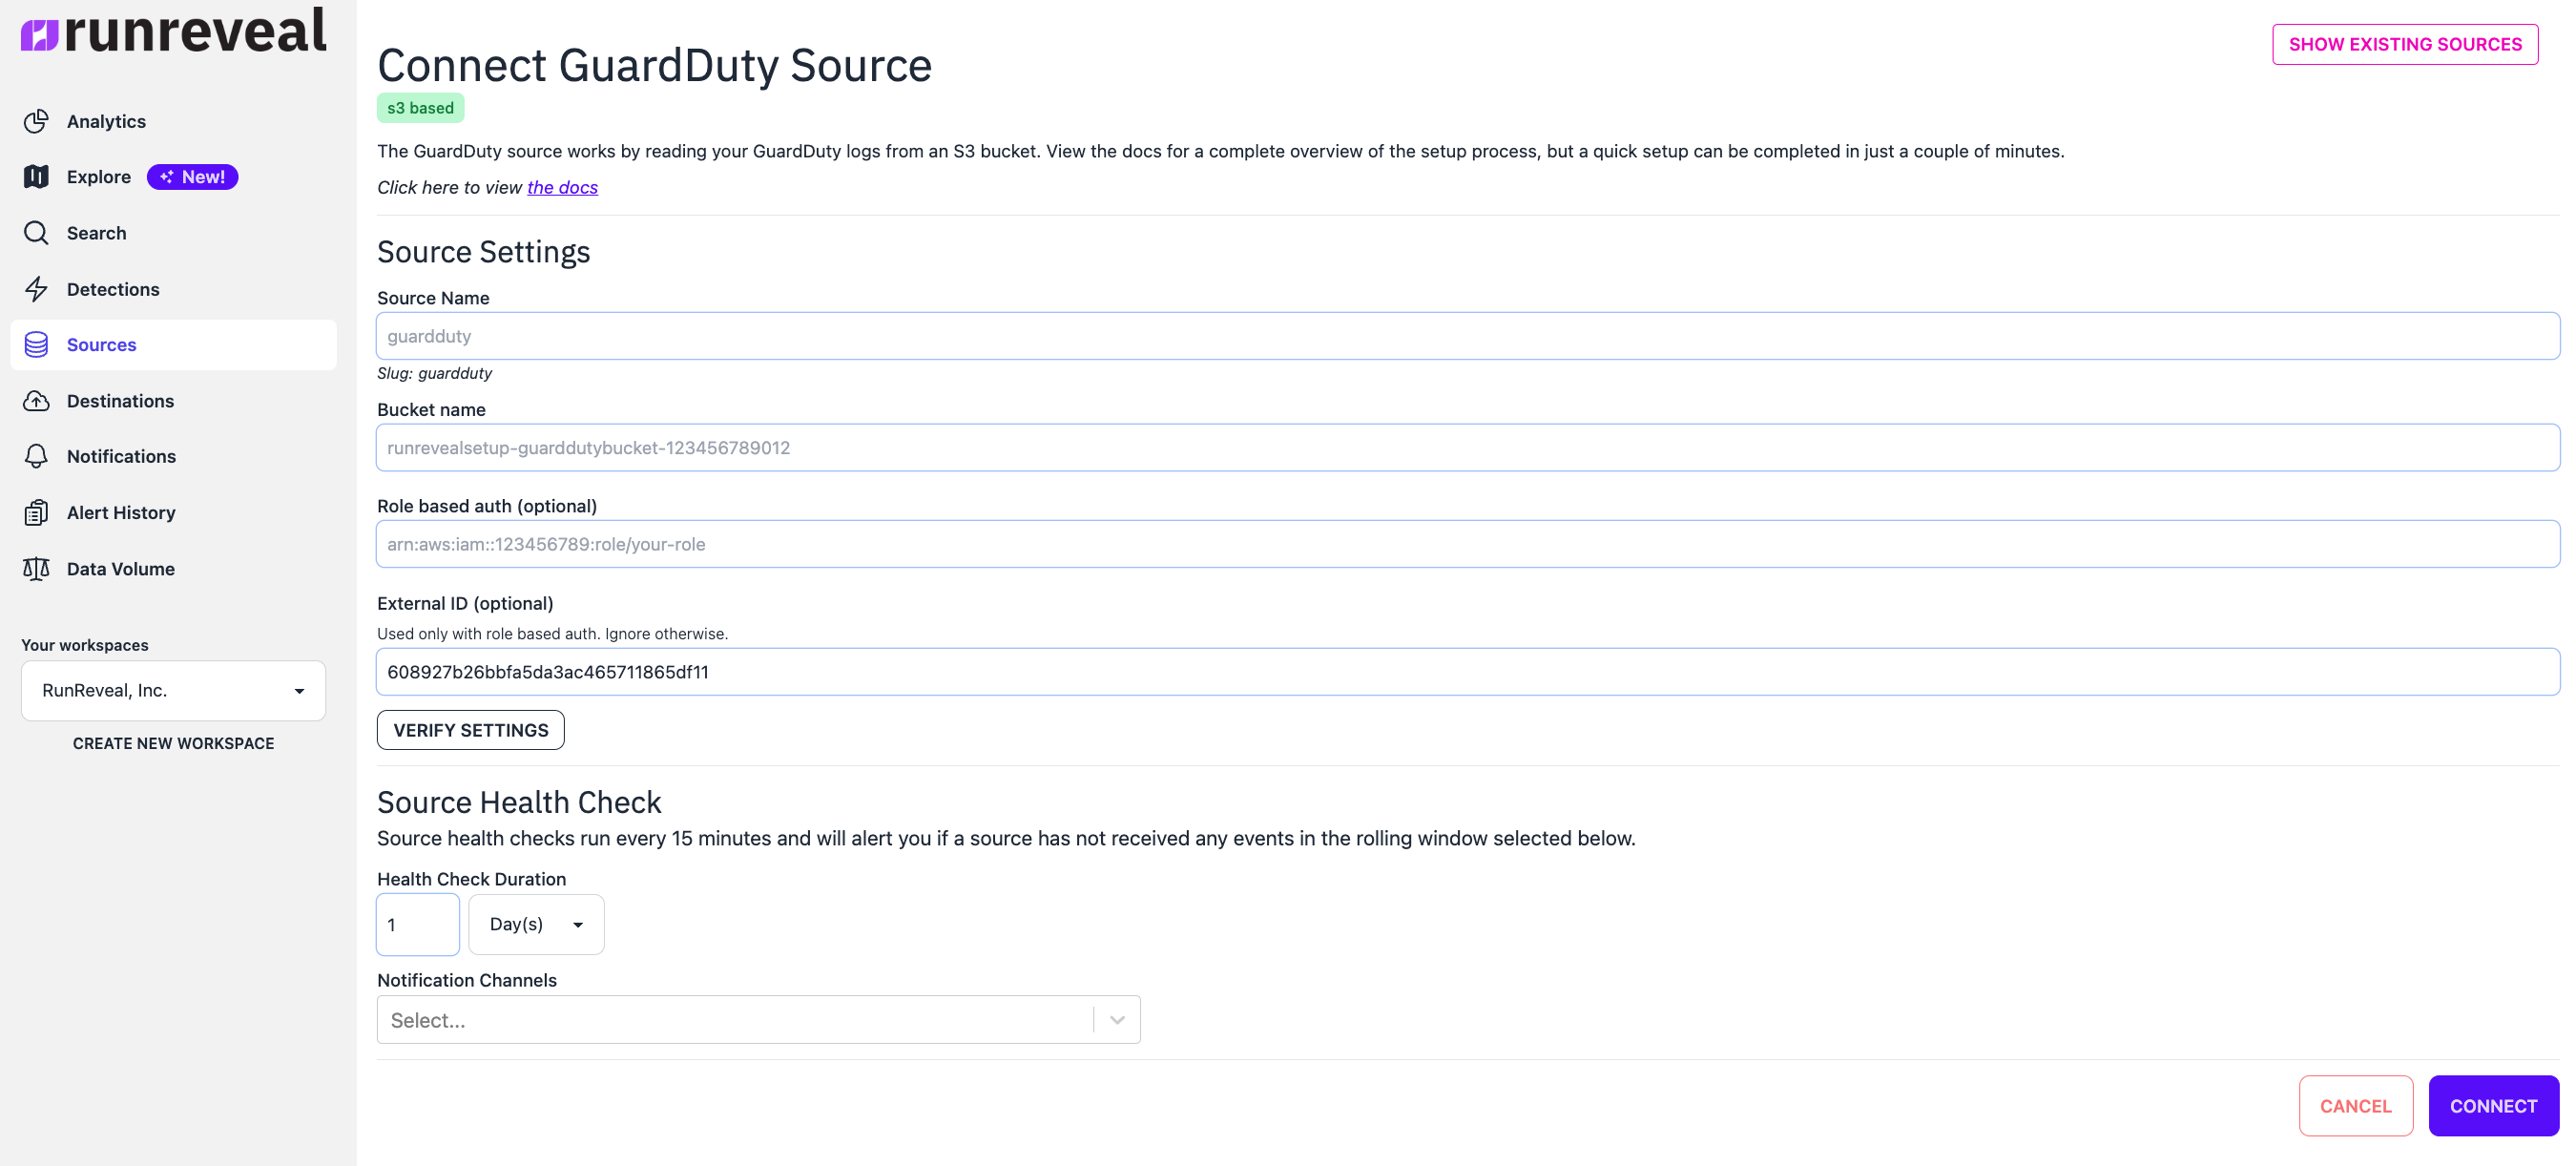 runreveal
Analytics
Explore New!
Search
Detections
Sources
Destinations
Notifications
Alert History
Data Volume
Your workspaces
RunReveal, Inc.
CREATE NEW WORKSPACE
SHOW EXISTING SOURCES
Connect GuardDuty Source
s3 based
The GuardDuty source works by reading your GuardDuty logs from an S3 bucket. View the docs for a complete overview of the setup process, but a quick setup can be completed in just a couple of minutes.
Click here to view the docs
Source Settings
Source Name
guardduty
Slug: guardduty
Bucket name
runrevealsetup-guarddutybucket-123456789012
Role based auth (optional)
arn:aws:iam::123456789:role/your-role
External ID (optional)
Used only with role based auth. Ignore otherwise.
608927b26bbfa5da3ac465711865df11
VERIFY SETTINGS
Source Health Check
Source health checks run every 15 minutes and will alert you if a source has not received any events in the rolling window selected below.
Health Check Duration
1 Day(s)
Notification Channels
Select...
CANCEL CONNECT